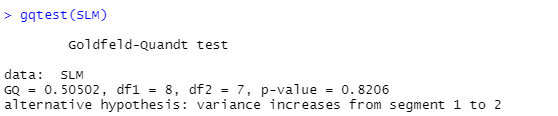 > gqtest(SLM)
Goldfeld-Quandt test
data:  SLM
GQ = 0.50502, df1 = 8, df2 = 7, p-value = 0.8206
alternative hypothesis: variance increases from segment 1 to 2